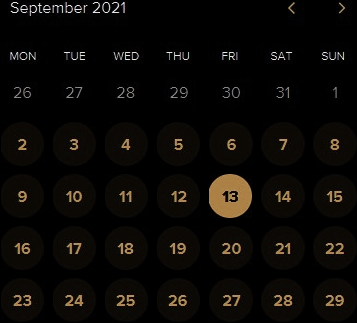 September 2021
MON TUE WED THU FRI SAT SUN
26 27 28 29 30 31 1
2 3 4 5 6 7 8
9 10 11 12 13 14 15
16 17 18 19 20 21 22
23 24 25 26 27 28 29